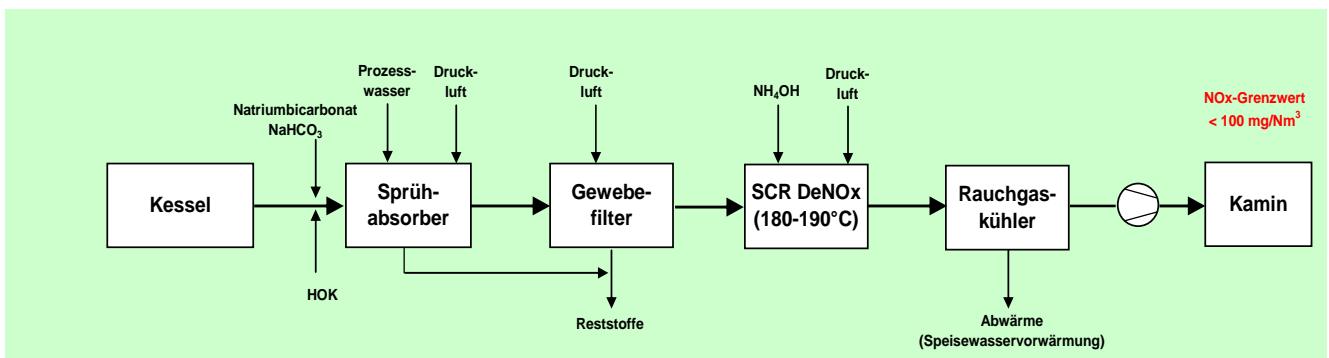 Prozess-
wasser
Druck-
luft
Druck-
luft
NH₄OH
Druck-
luft
NOx-Grenzwert
< 100 mg/Nm³
Natriumbicarbonat
NaHCO₃
Kessel
Sprüh-
absorber
Gewebe-
filter
SCR DeNOx
(180-190°C)
Rauchgas-
kühler
Kamin
HOK
Reststoffe
Abwärme
(Speisewasservorwärmung)